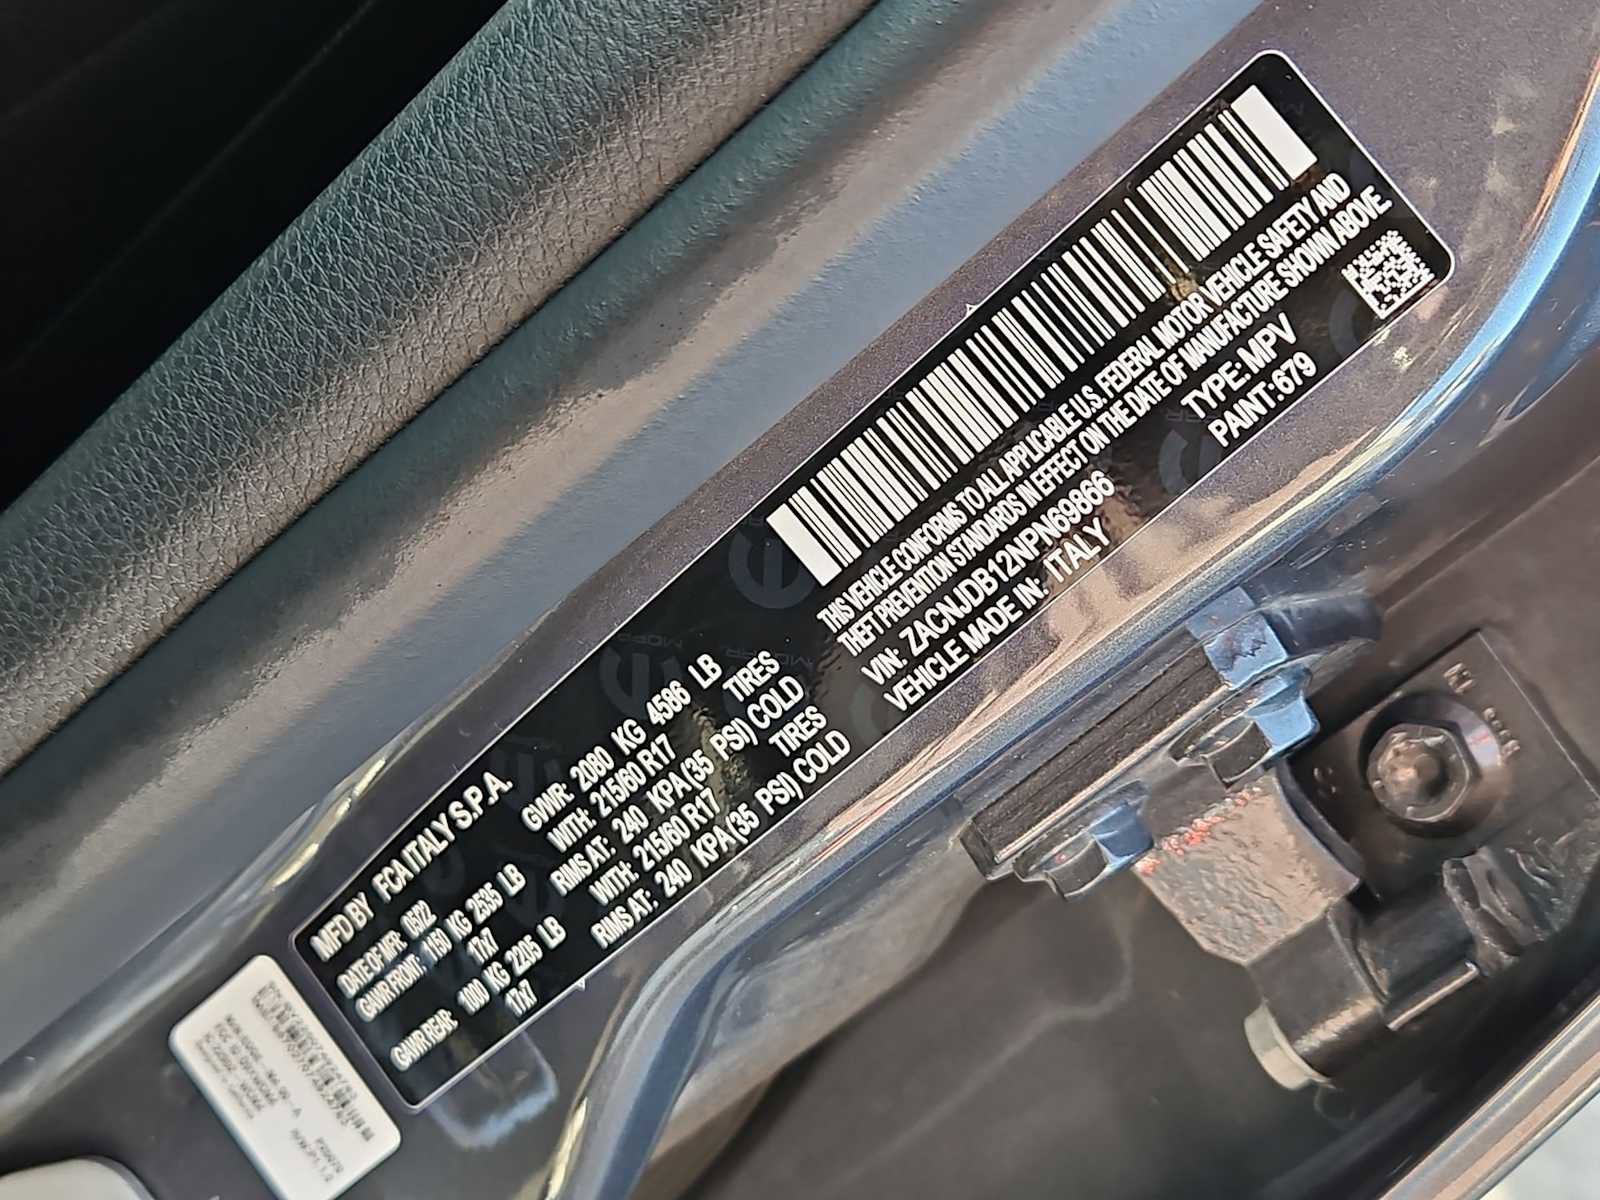 MFD BY FCA ITALY S.P.A.
DATE OF MFR: 05/22 GVWR: 2080 KG 4586 LB
GAWR FRONT: 1150 KG 2535 LB WITH: 215/60 R17 TIRES
17x7 RIMS AT: 240 KPA(35 PSI) COLD
GAWR REAR: 1000 KG 2205 LB WITH: 215/60 R17 TIRES
17x7 RIMS AT: 240 KPA(35 PSI) COLD
THIS VEHICLE CONFORMS TO ALL APPLICABLE U.S. FEDERAL MOTOR VEHICLE SAFETY AND
THEFT PREVENTION STANDARDS IN EFFECT ON THE DATE OF MANUFACTURE SHOWN ABOVE.
VIN: ZACNJDB12NPN69866 TYPE: MPV
VEHICLE MADE IN: ITALY PAINT: 679